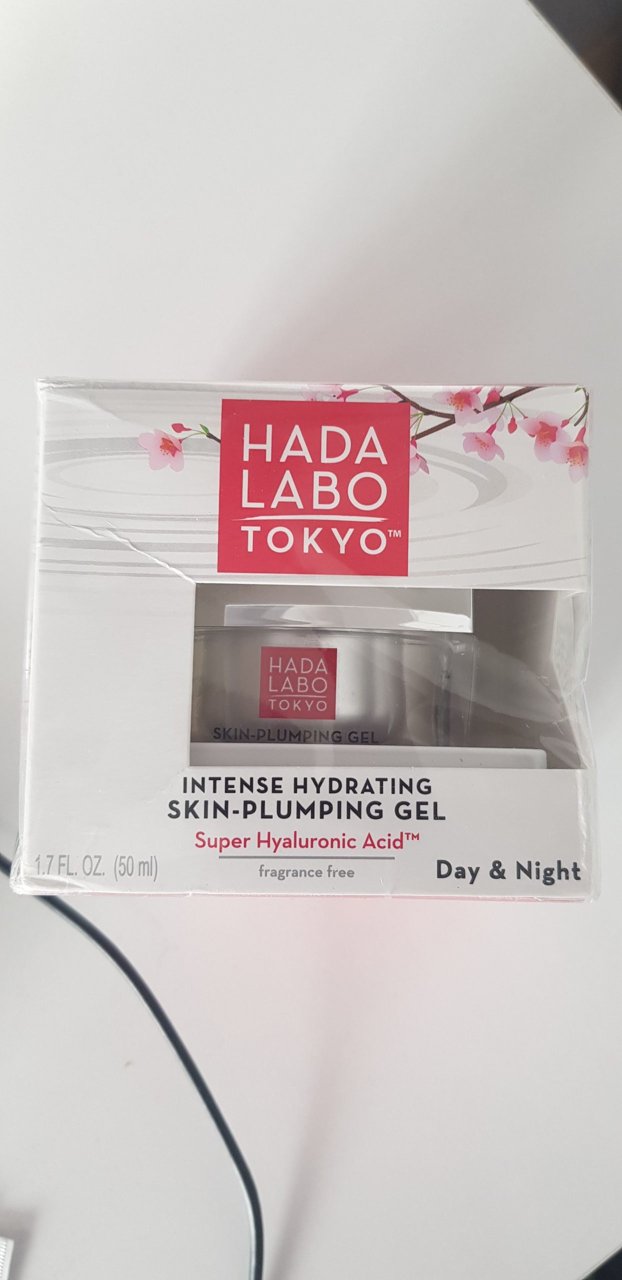 HADA
LABO
TOKYO™
HADA
LABO
TOKYO
SKIN-PLUMPING GEL
INTENSE HYDRATING
SKIN-PLUMPING GEL
Super Hyaluronic Acid™
fragrance free
1.7 FL. OZ. (50 ml)
Day & Night